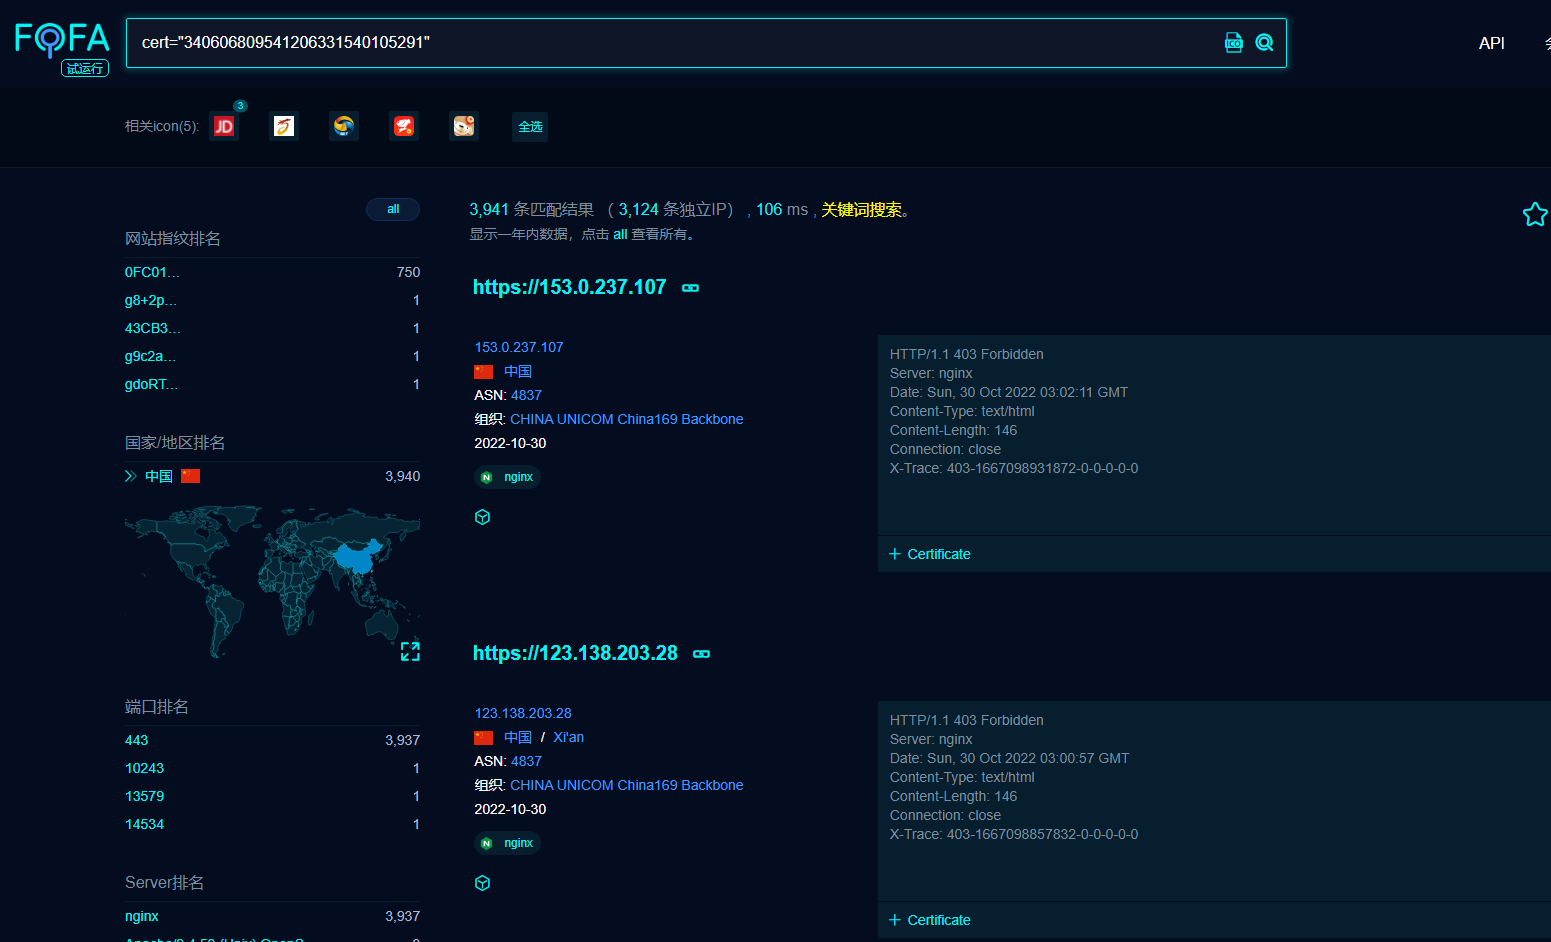 FOFA
试运行
cert="34060680954120633154010529​1"
ICO
API
相关icon(5):
JD
3
全选
all
3,941 条匹配结果 （ 3,124 条独立IP） , 106 ms , 关键词搜索。
显示一年内数据，点击 all 查看所有。
网站指纹排名
0FC01... 750
g8+2p... 1
43CB3... 1
g9c2a... 1
gdoRT... 1
国家/地区排名
中国 3,940
端口排名
443 3,937
10243 1
13579 1
14534 1
Server排名
nginx 3,937
https://153.0.237.107
153.0.237.107
中国
ASN: 4837
组织: CHINA UNICOM China169 Backbone
2022-10-30
nginx
HTTP/1.1 403 Forbidden
Server: nginx
Date: Sun, 30 Oct 2022 03:02:11 GMT
Content-Type: text/html
Content-Length: 146
Connection: close
X-Trace: 403-1667098931872-0-0-0-0-0
+ Certificate
https://123.138.203.28
123.138.203.28
中国 / Xi'an
ASN: 4837
组织: CHINA UNICOM China169 Backbone
2022-10-30
nginx
HTTP/1.1 403 Forbidden
Server: nginx
Date: Sun, 30 Oct 2022 03:00:57 GMT
Content-Type: text/html
Content-Length: 146
Connection: close
X-Trace: 403-1667098857832-0-0-0-0-0
+ Certificate